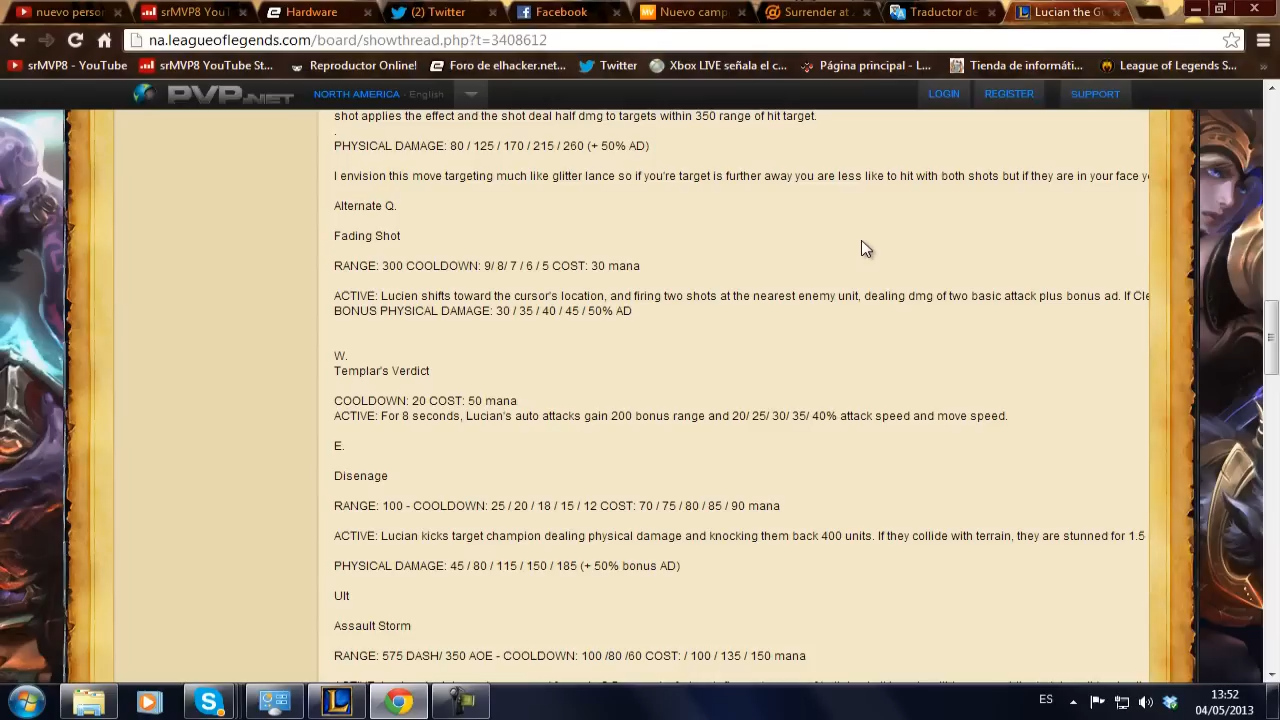 nuevo person
srMVP8 YouT
Hardware
(2) Twitter
Facebook
Nuevo camp
Surrender at
Traductor de
Lucian the Gu
na.leagueoflegends.com/board/showthread.php?t=3408612
srMVP8 - YouTube
srMVP8 YouTube St...
Reproductor Online!
Foro de elhacker.net...
Twitter
Xbox LIVE señala el c...
Página principal - L...
Tienda de informáti...
League of Legends S...
PVP.NET
NORTH AMERICA - English
LOGIN
REGISTER
SUPPORT
shot applies the effect and the shot deal half dmg to targets within 350 range of hit target.
.
PHYSICAL DAMAGE: 80 / 125 / 170 / 215 / 260 (+ 50% AD)
I envision this move targeting much like glitter lance so if you're target is further away you are less like to hit with both shots but if they are in your face y
Alternate Q.
Fading Shot
RANGE: 300 COOLDOWN: 9/ 8/ 7 / 6 / 5 COST: 30 mana
ACTIVE: Lucien shifts toward the cursor's location, and firing two shots at the nearest enemy unit, dealing dmg of two basic attack plus bonus ad. If Cle
BONUS PHYSICAL DAMAGE: 30 / 35 / 40 / 45 / 50% AD
W.
Templar's Verdict
COOLDOWN: 20 COST: 50 mana
ACTIVE: For 8 seconds, Lucian's auto attacks gain 200 bonus range and 20/ 25/ 30/ 35/ 40% attack speed and move speed.
E.
Disenage
RANGE: 100 - COOLDOWN: 25 / 20 / 18 / 15 / 12 COST: 70 / 75 / 80 / 85 / 90 mana
ACTIVE: Lucian kicks target champion dealing physical damage and knocking them back 400 units. If they collide with terrain, they are stunned for 1.5
PHYSICAL DAMAGE: 45 / 80 / 115 / 150 / 185 (+ 50% bonus AD)
Ult
Assault Storm
RANGE: 575 DASH/ 350 AOE - COOLDOWN: 100 /80 /60 COST: / 100 / 135 / 150 mana
ES
13:52
04/05/2013